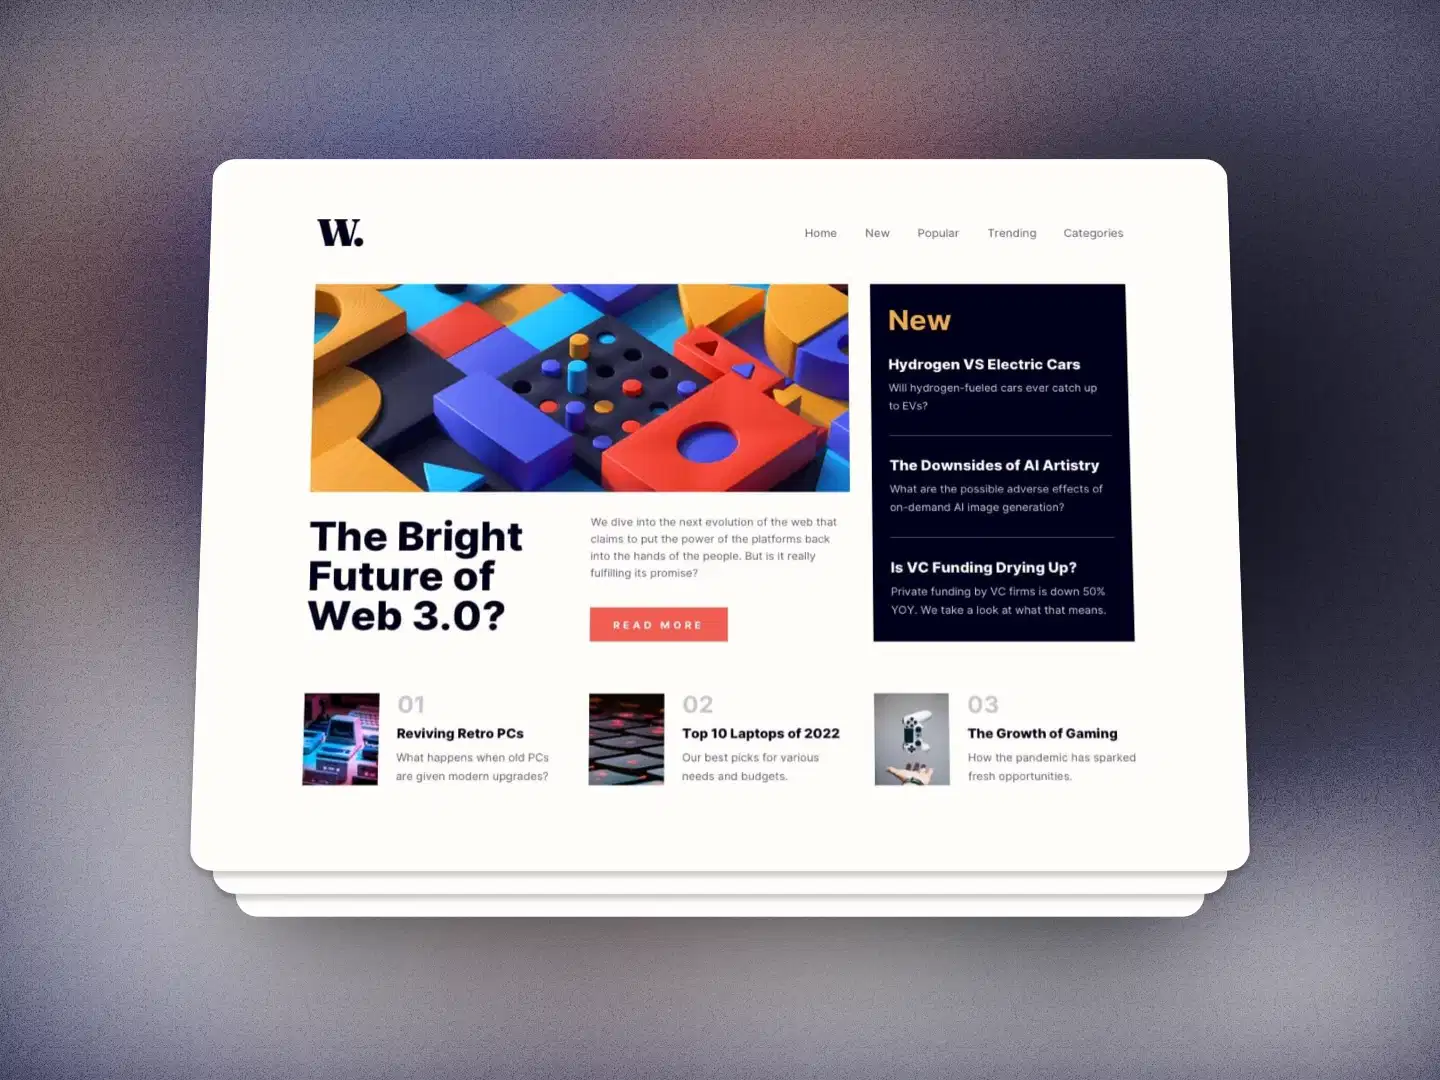 W.
Home New Popular Trending Categories
The Bright
Future of
Web 3.0?
We dive into the next evolution of the web that
claims to put the power of the platforms back
into the hands of the people. But is it really
fulfilling its promise?
READ MORE
New
Hydrogen VS Electric Cars
Will hydrogen-fueled cars ever catch up
to EVs?
The Downsides of AI Artistry
What are the possible adverse effects of
on-demand AI image generation?
Is VC Funding Drying Up?
Private funding by VC firms is down 50%
YOY. We take a look at what that means.
01
Reviving Retro PCs
What happens when old PCs
are given modern upgrades?
02
Top 10 Laptops of 2022
Our best picks for various
needs and budgets.
03
The Growth of Gaming
How the pandemic has sparked
fresh opportunities.